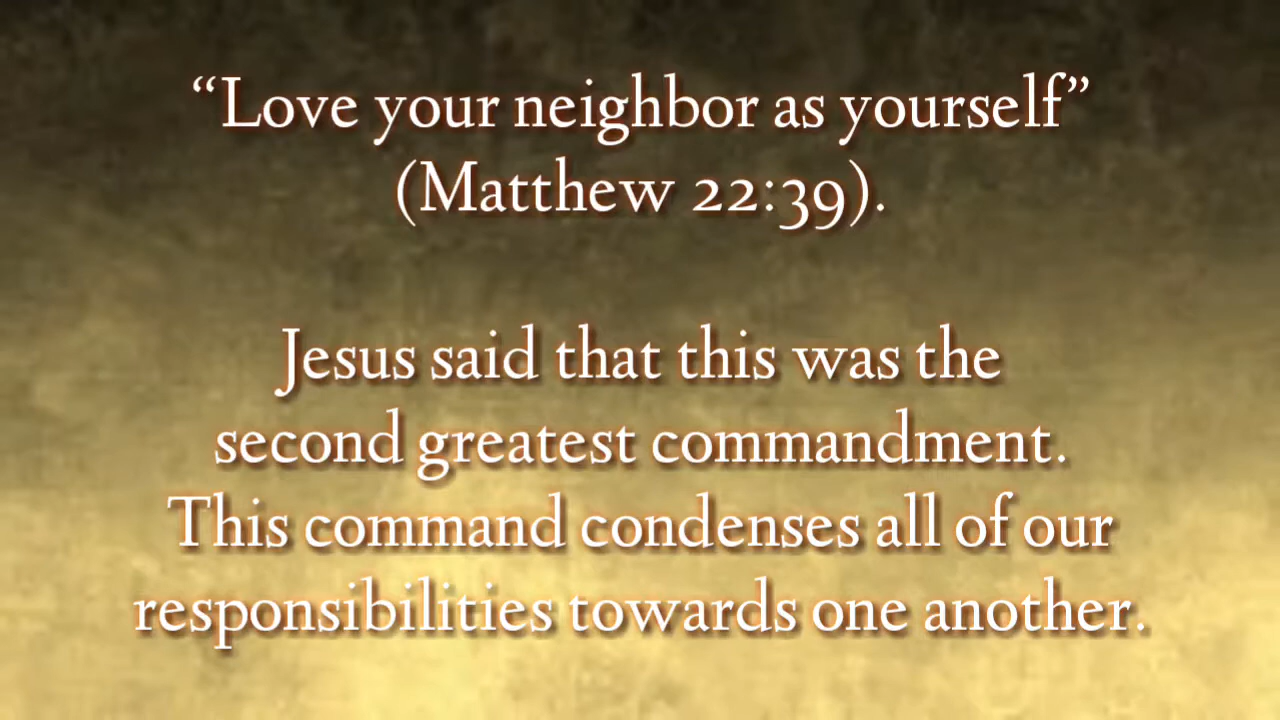 “Love your neighbor as yourself”
(Matthew 22:39).
Jesus said that this was the
second greatest commandment.
This command condenses all of our
responsibilities towards one another.